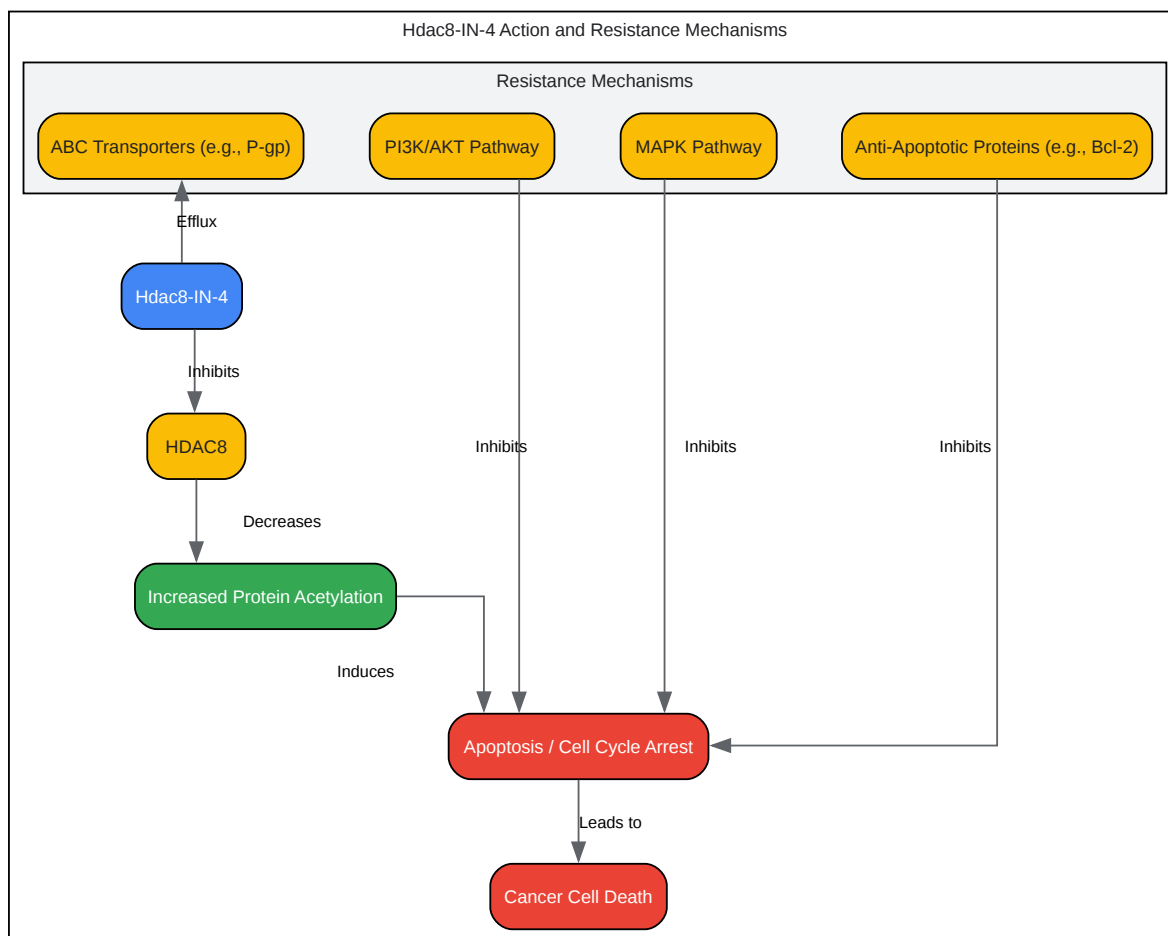 Hdac8-IN-4 Action and Resistance Mechanisms
Resistance Mechanisms
ABC Transporters (e.g., P-gp)
PI3K/AKT Pathway
MAPK Pathway
Anti-Apoptotic Proteins (e.g., Bcl-2)
Efflux
Hdac8-IN-4
Inhibits
HDAC8
Inhibits
Inhibits
Inhibits
Decreases
Increased Protein Acetylation
Induces
Apoptosis / Cell Cycle Arrest
Leads to
Cancer Cell Death